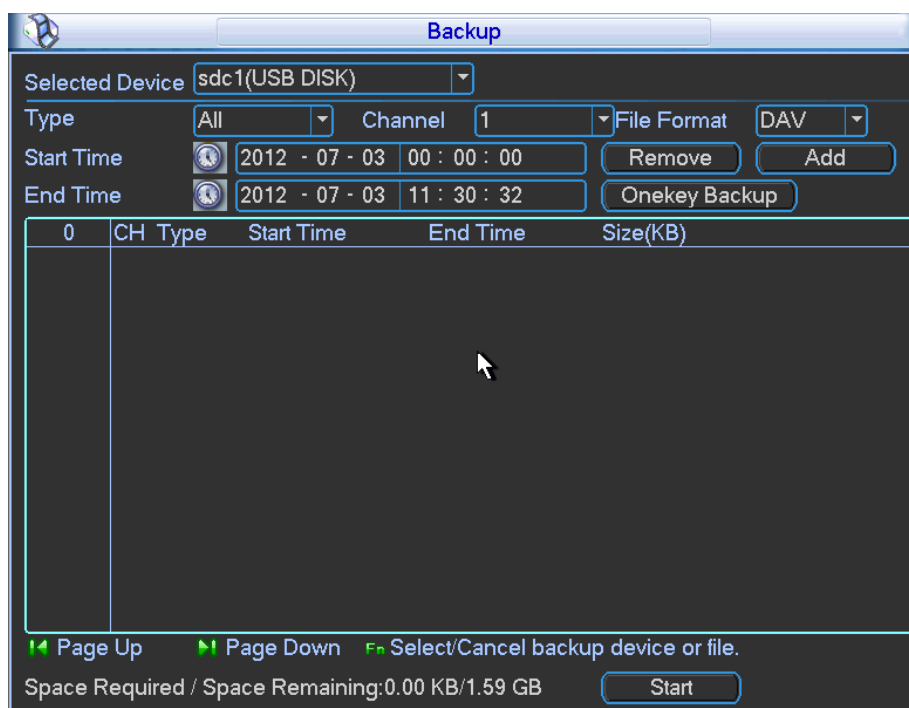 Backup
Selected Device sdc1(USB DISK)
Type All Channel 1 File Format DAV
Start Time 2012 - 07 - 03 00 : 00 : 00 Remove Add
End Time 2012 - 07 - 03 11 : 30 : 32 Onekey Backup
0 CH Type Start Time End Time Size(KB)
Page Up Page Down Fn Select/Cancel backup device or file.
Space Required / Space Remaining:0.00 KB/1.59 GB Start